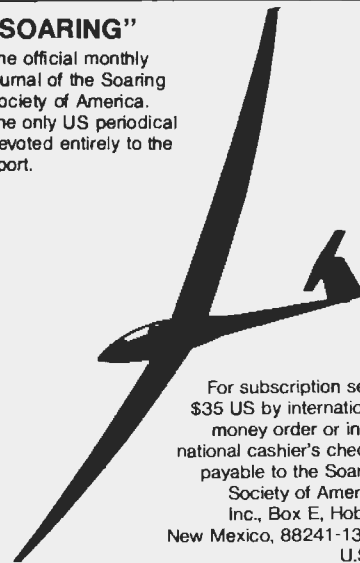 SOARING”
he official monthly
urnal of the Soaring
ociety of America.
he only US periodical
evoted entirely to the
port.
For subscription se
$35 US by internatio
money order or in
national cashier's chec
payable to the Soar
Society of Amer
Inc., Box E, Hob
New Mexico, 88241-13
U.S